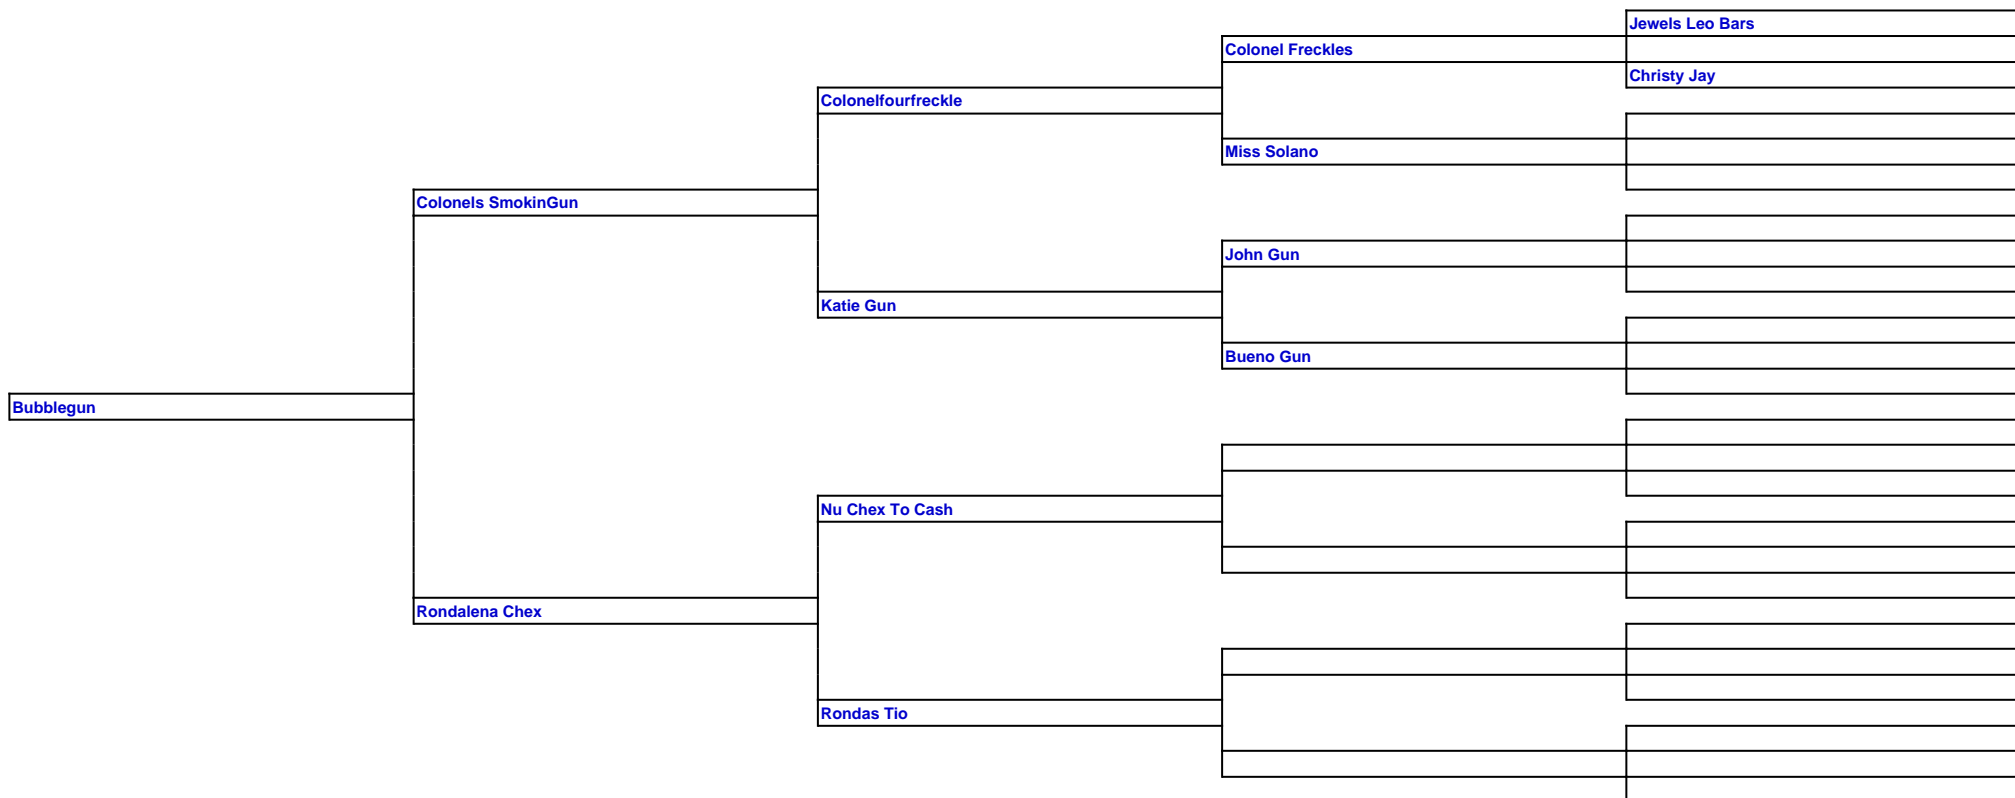 Jewels Leo Bars
Colonel Freckles
Christy Jay
Colonelfourfreckle
Miss Solano
Colonels SmokinGun
John Gun
Katie Gun
Bueno Gun
Bubblegun
Nu Chex To Cash
Rondalena Chex
Rondas Tio